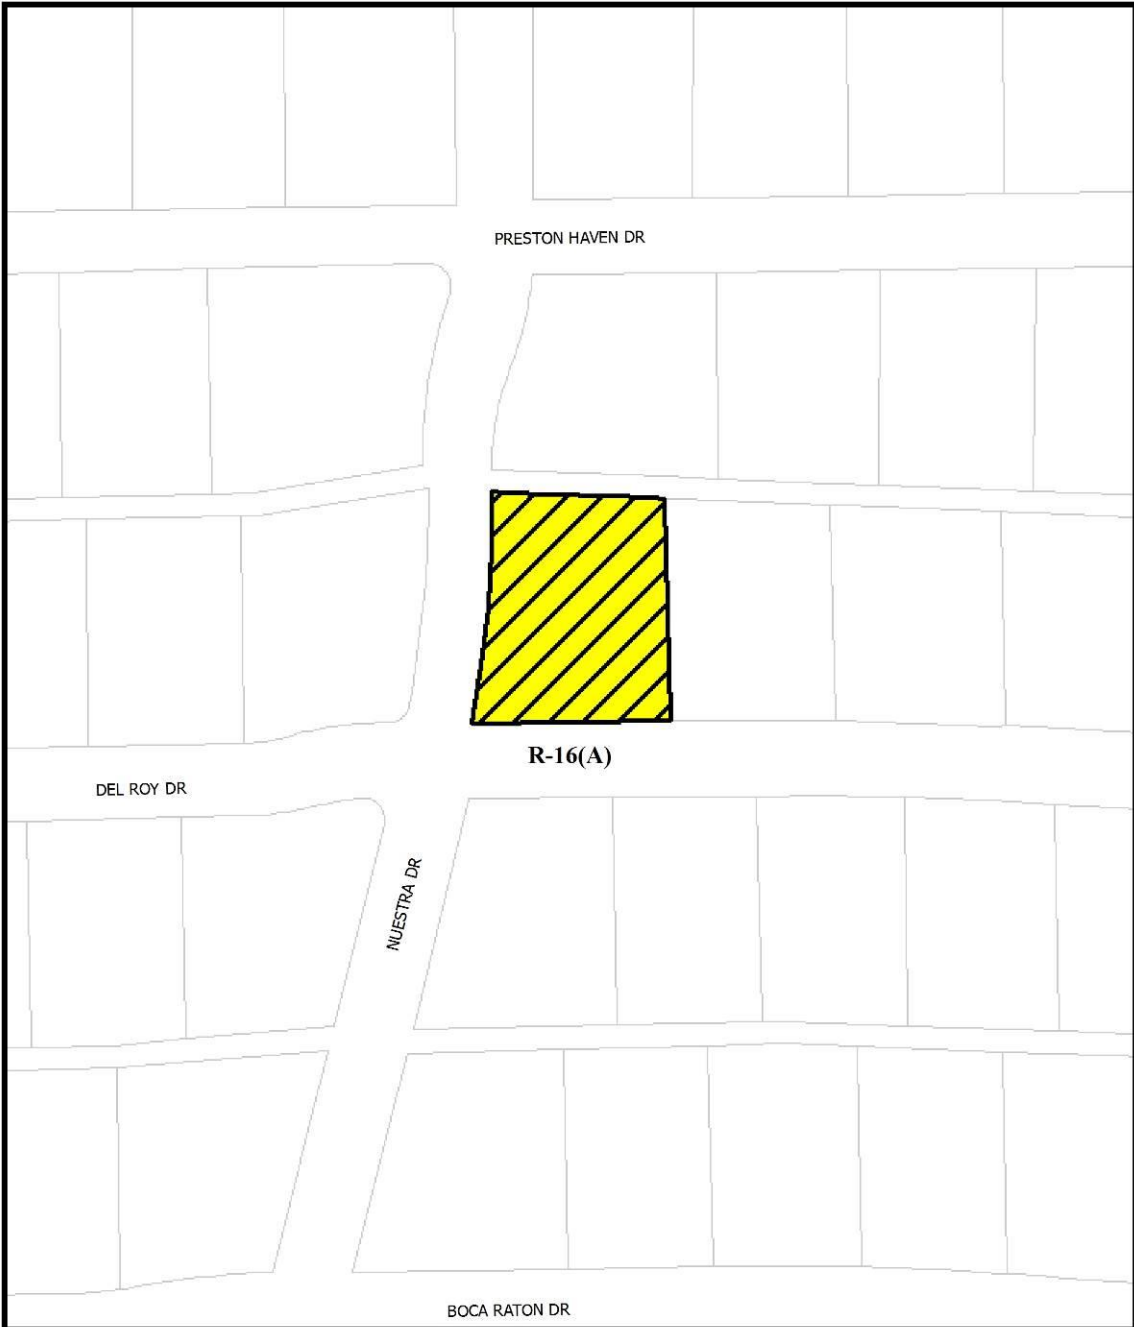 PRESTON HAVEN DR
R-16(A)
DEL ROY DR
NUESTRA DR
BOCA RATON DR